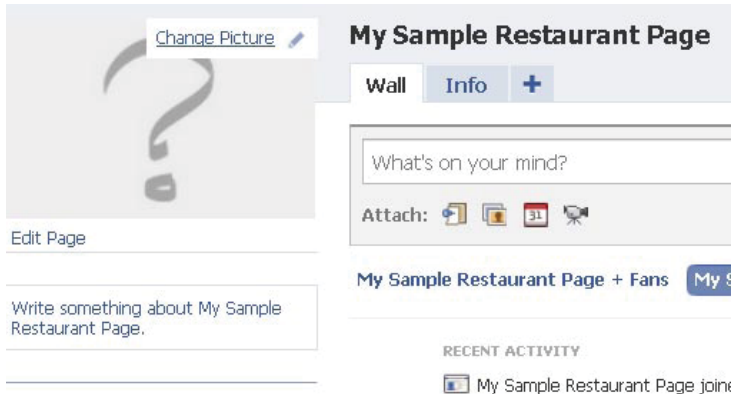 Change Picture
My Sample Restaurant Page
Wall Info +
What's on your mind?
Attach: 31
Edit Page
My Sample Restaurant Page + Fans My
Write something about My Sample
Restaurant Page.
RECENT ACTIVITY
My Sample Restaurant Page joine